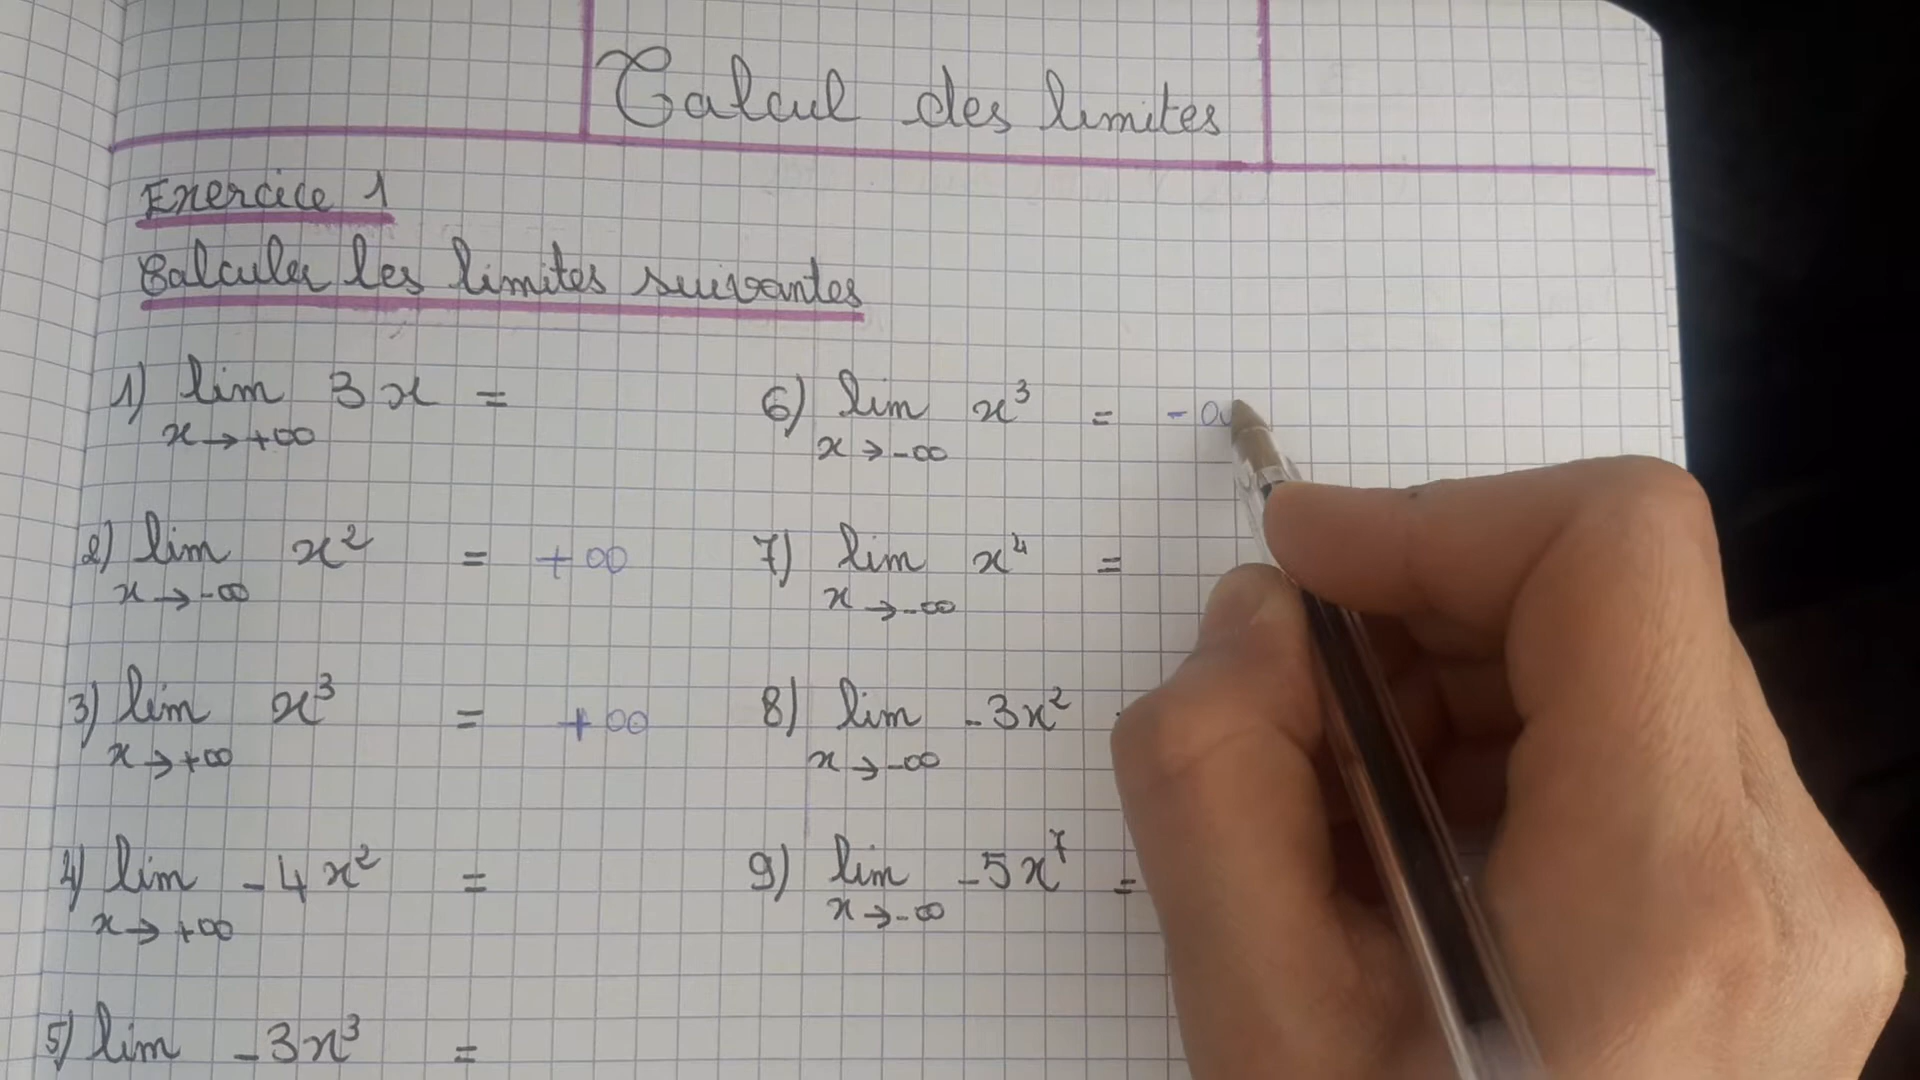 Calcul des limites
Exercice 1
Calculer les limites suivantes
1) lim 3x =
x→+∞
2) lim x² = +∞
x→-∞
3) lim x³ = +∞
x→+∞
4) lim -4x² =
x→+∞
5) lim -3x³ =
6) lim x³ = -∞
x→-∞
7) lim x⁴ =
x→-∞
8) lim -3x²
x→-∞
9) lim -5x⁷ =
x→-∞